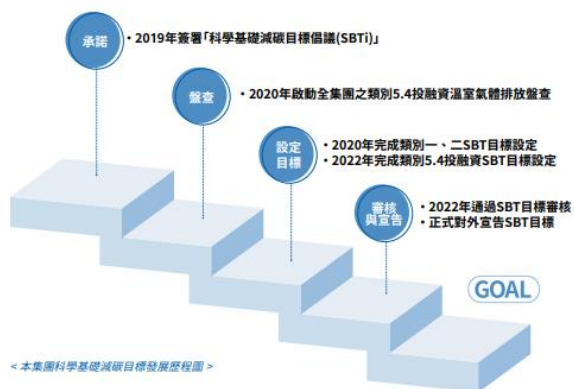 承諾
・2019年簽署「科學基礎減碳目標倡議(SBTi)」
盤查
・2020年啟動全集團之類別5.4投融資溫室氣體排放盤查
設定
目標
・2020年完成類別一、二SBT目標設定
・2022年完成類別5.4投融資SBT目標設定
審核
與宣告
・2022年通過SBT目標審核
・正式對外宣告SBT目標
GOAL
< 本集團科學基礎減碳目標發展歷程圖 >